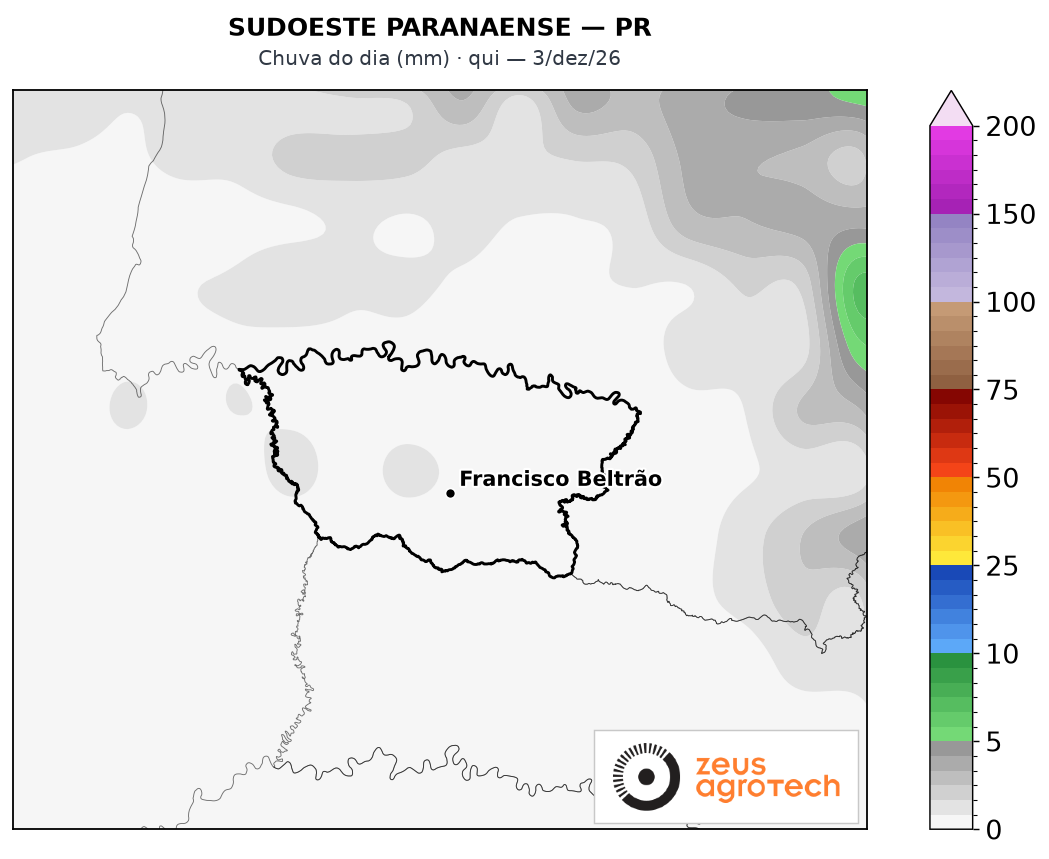 SUDOESTE PARANAENSE — PR
Chuva do dia (mm) · qui — 3/dez/26
200
150
100
75
50
25
10
5
0
Francisco Beltrão
zeus
agrotech